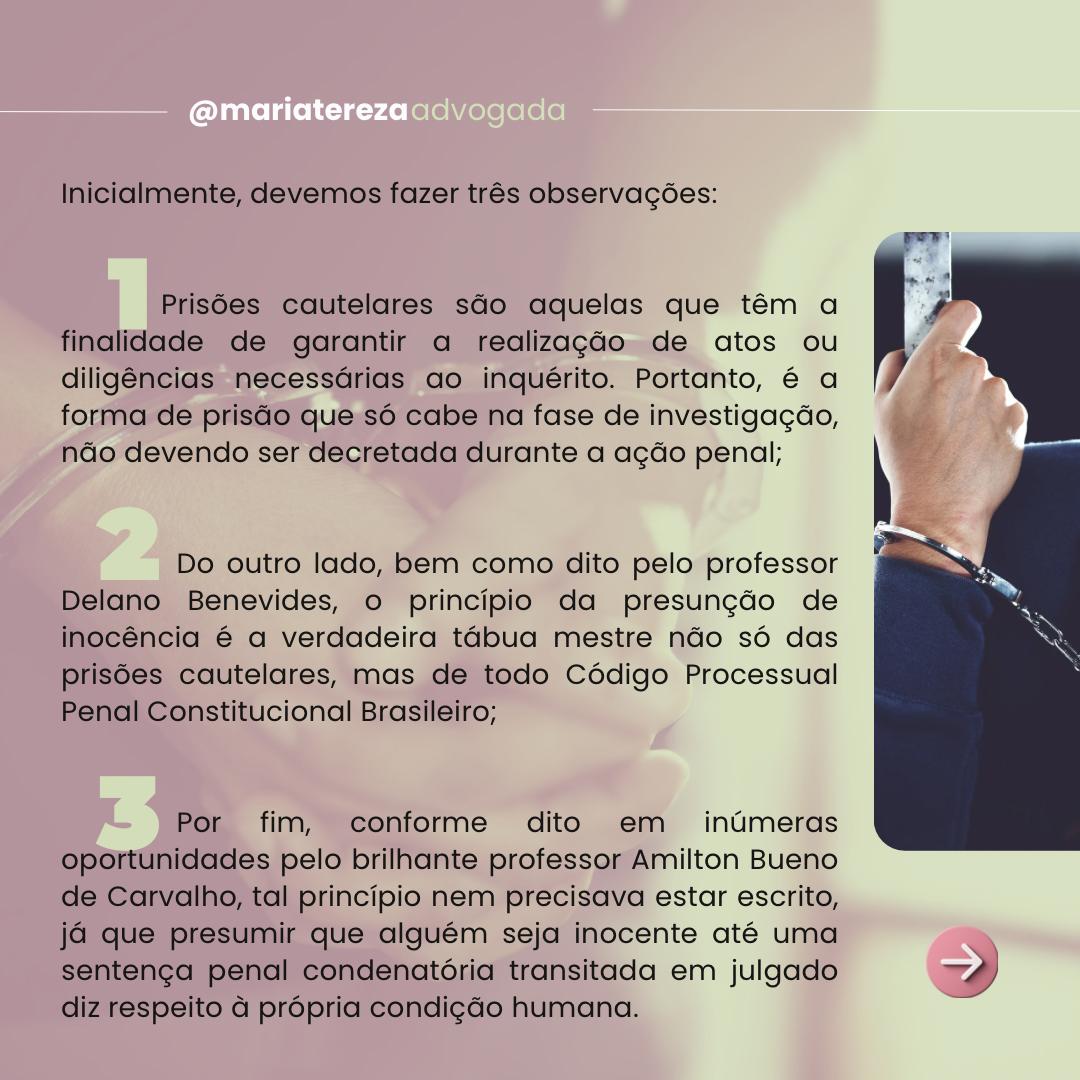 @mariaterezaadvogada
Inicialmente, devemos fazer três observações:
1 Prisões cautelares são aquelas que têm a
finalidade de garantir a realização de atos ou
diligências necessárias ao inquérito. Portanto, é a
forma de prisão que só cabe na fase de investigação,
não devendo ser decretada durante a ação penal;
2 Do outro lado, bem como dito pelo professor
Delano Benevides, o princípio da presunção de
inocência é a verdadeira tábua mestre não só das
prisões cautelares, mas de todo Código Processual
Penal Constitucional Brasileiro;
3 Por fim, conforme dito em inúmeras
oportunidades pelo brilhante professor Amilton Bueno
de Carvalho, tal princípio nem precisava estar escrito,
já que presumir que alguém seja inocente até uma
sentença penal condenatória transitada em julgado
diz respeito à própria condição humana.